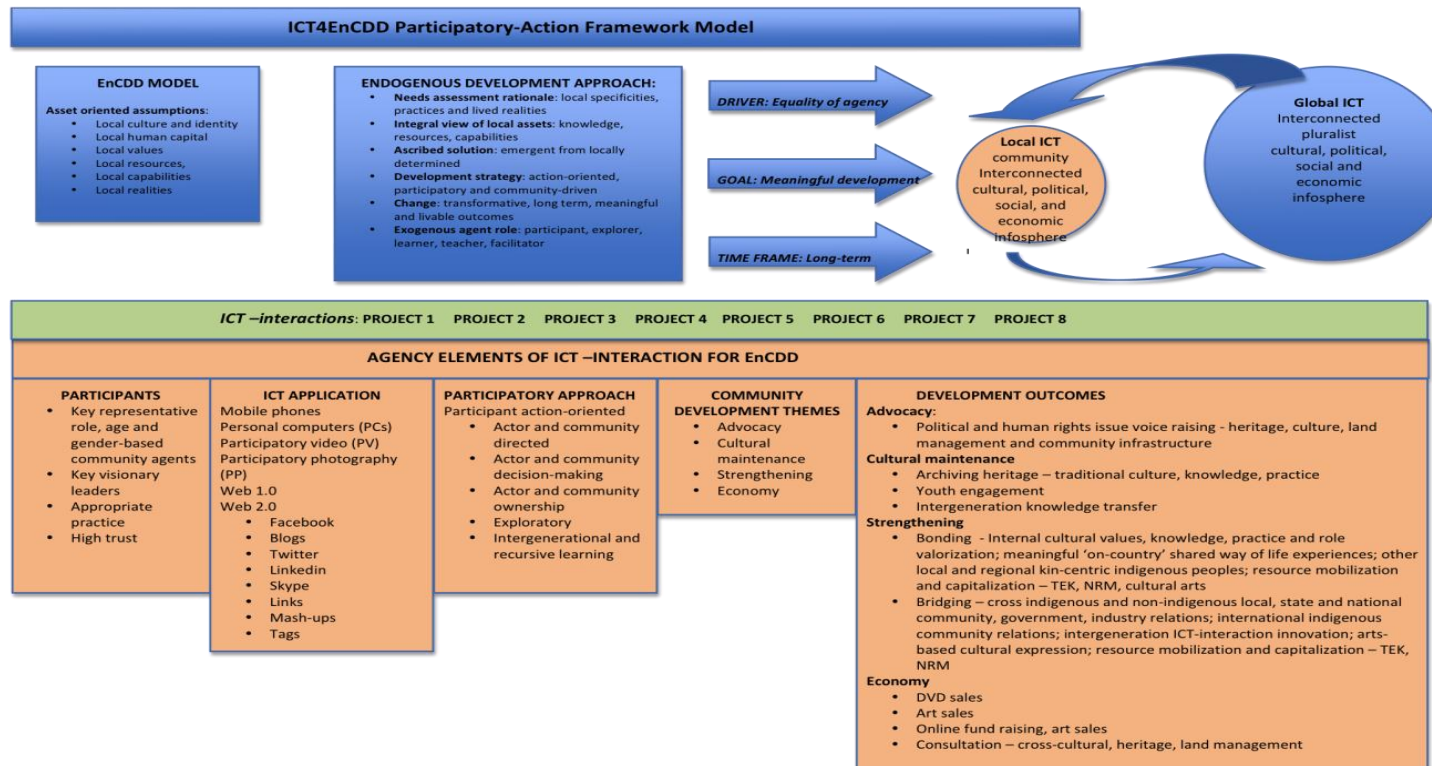 ICT4EnCDD Participatory-Action Framework Model
EnCDD MODEL
Asset oriented assumptions:
• Local culture and identity
• Local human capital
• Local values
• Local resources,
• Local capabilities
• Local realities
ENDOGENOUS DEVELOPMENT APPROACH:
• Needs assessment rationale: local specificities,
practices and lived realities
• Integral view of local assets: knowledge,
resources, capabilities
• Ascribed solution: emergent from locally
determined
• Development strategy: action-oriented,
participatory and community-driven
• Change: transformative, long term, meaningful
and livable outcomes
• Exogenous agent role: participant, explorer,
learner, teacher, facilitator
DRIVER: Equality of agency
GOAL: Meaningful development
TIME FRAME: Long-term
Local ICT
community
Interconnected
cultural, political,
social, and
economic
infosphere
Global ICT
Interconnected
pluralist
cultural, political,
social and
economic
infosphere
ICT –interactions: PROJECT 1 PROJECT 2 PROJECT 3 PROJECT 4 PROJECT 5 PROJECT 6 PROJECT 7 PROJECT 8
AGENCY ELEMENTS OF ICT –INTERACTION FOR EnCDD
PARTICIPANTS
• Key representative
role, age and
gender-based
community agents
• Key visionary
leaders
• Appropriate
practice
• High trust
ICT APPLICATION
Mobile phones
Personal computers (PCs)
Participatory video (PV)
Participatory photography
(PP)
Web 1.0
Web 2.0
• Facebook
• Blogs
• Twitter
• Linkedin
• Skype
• Links
• Mash-ups
• Tags
PARTICIPATORY APPROACH
Participant action-oriented
• Actor and community
directed
• Actor and community
decision-making
• Actor and community
ownership
• Exploratory
• Intergenerational and
recursive learning
COMMUNITY
DEVELOPMENT THEMES
• Advocacy
• Cultural
maintenance
• Strengthening
• Economy
DEVELOPMENT OUTCOMES
Advocacy:
• Political and human rights issue voice raising - heritage, culture, land
management and community infrastructure
Cultural maintenance
• Archiving heritage – traditional culture, knowledge, practice
• Youth engagement
• Intergeneration knowledge transfer
Strengthening
• Bonding - Internal cultural values, knowledge, practice and role
valorization; meaningful ‘on-country’ shared way of life experiences; other
local and regional kin-centric indigenous peoples; resource mobilization
and capitalization – TEK, NRM, cultural arts
• Bridging – cross indigenous and non-indigenous local, state and national
community, government, industry relations; international indigenous
community relations; intergeneration ICT-interaction innovation; arts-
based cultural expression; resource mobilization and capitalization – TEK,
NRM
Economy
• DVD sales
• Art sales
• Online fund raising, art sales
• Consultation – cross-cultural, heritage, land management